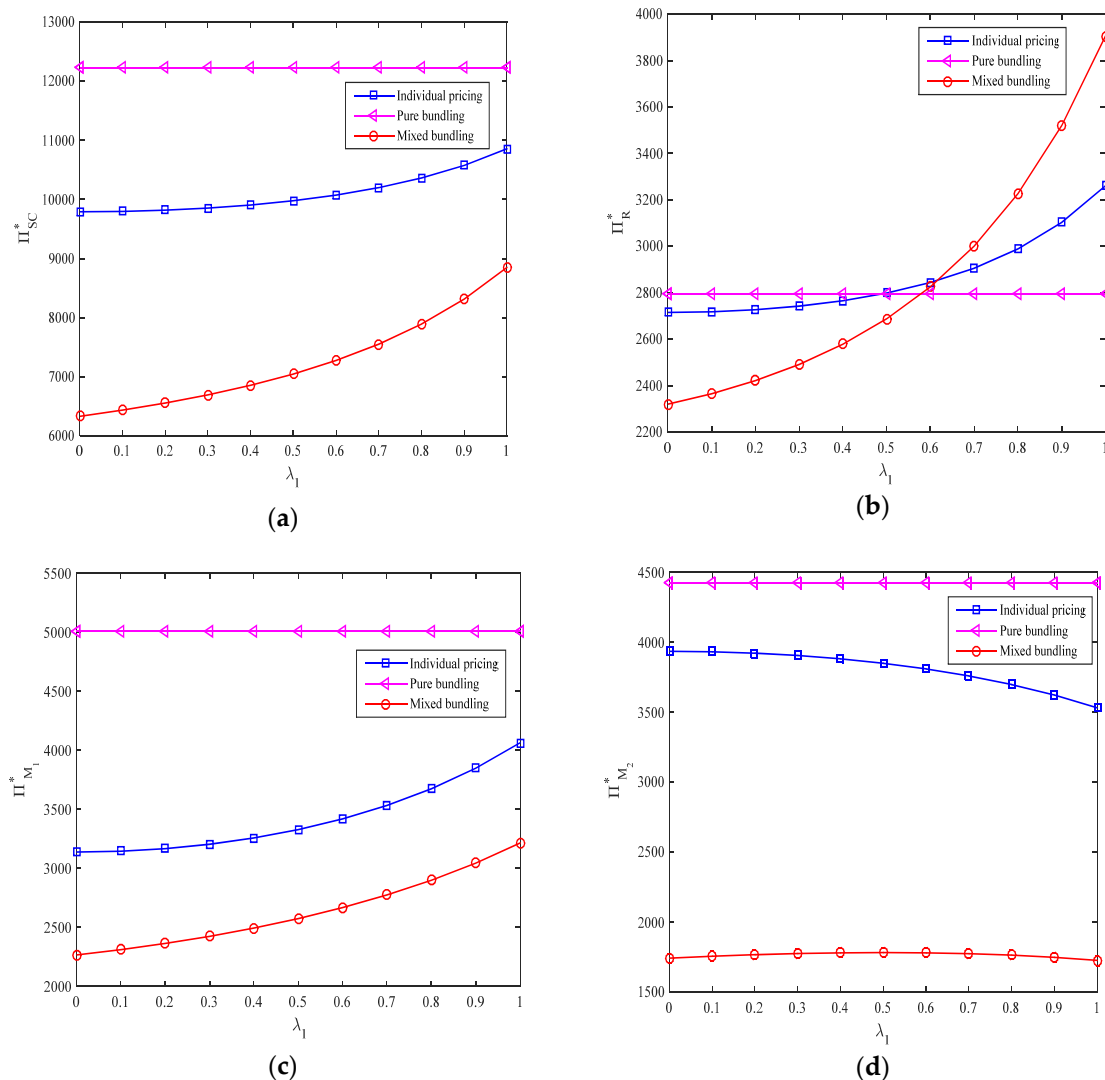 13000
12000
11000
10000
9000
8000
7000
6000
Π*SC
Individual pricing
Pure bundling
Mixed bundling
0 0.1 0.2 0.3 0.4 0.5 0.6 0.7 0.8 0.9 1
λ1
(a)
4000
3800
3600
3400
3200
3000
2800
2600
2400
2200
Π*R
Individual pricing
Pure bundling
Mixed bundling
0 0.1 0.2 0.3 0.4 0.5 0.6 0.7 0.8 0.9 1
λ1
(b)
5500
5000
4500
4000
3500
3000
2500
2000
Π*M1
Individual pricing
Pure bundling
Mixed bundling
0 0.1 0.2 0.3 0.4 0.5 0.6 0.7 0.8 0.9 1
λ1
(c)
4500
4000
3500
3000
2500
2000
1500
Π*M2
Individual pricing
Pure bundling
Mixed bundling
0 0.1 0.2 0.3 0.4 0.5 0.6 0.7 0.8 0.9 1
λ1
(d)